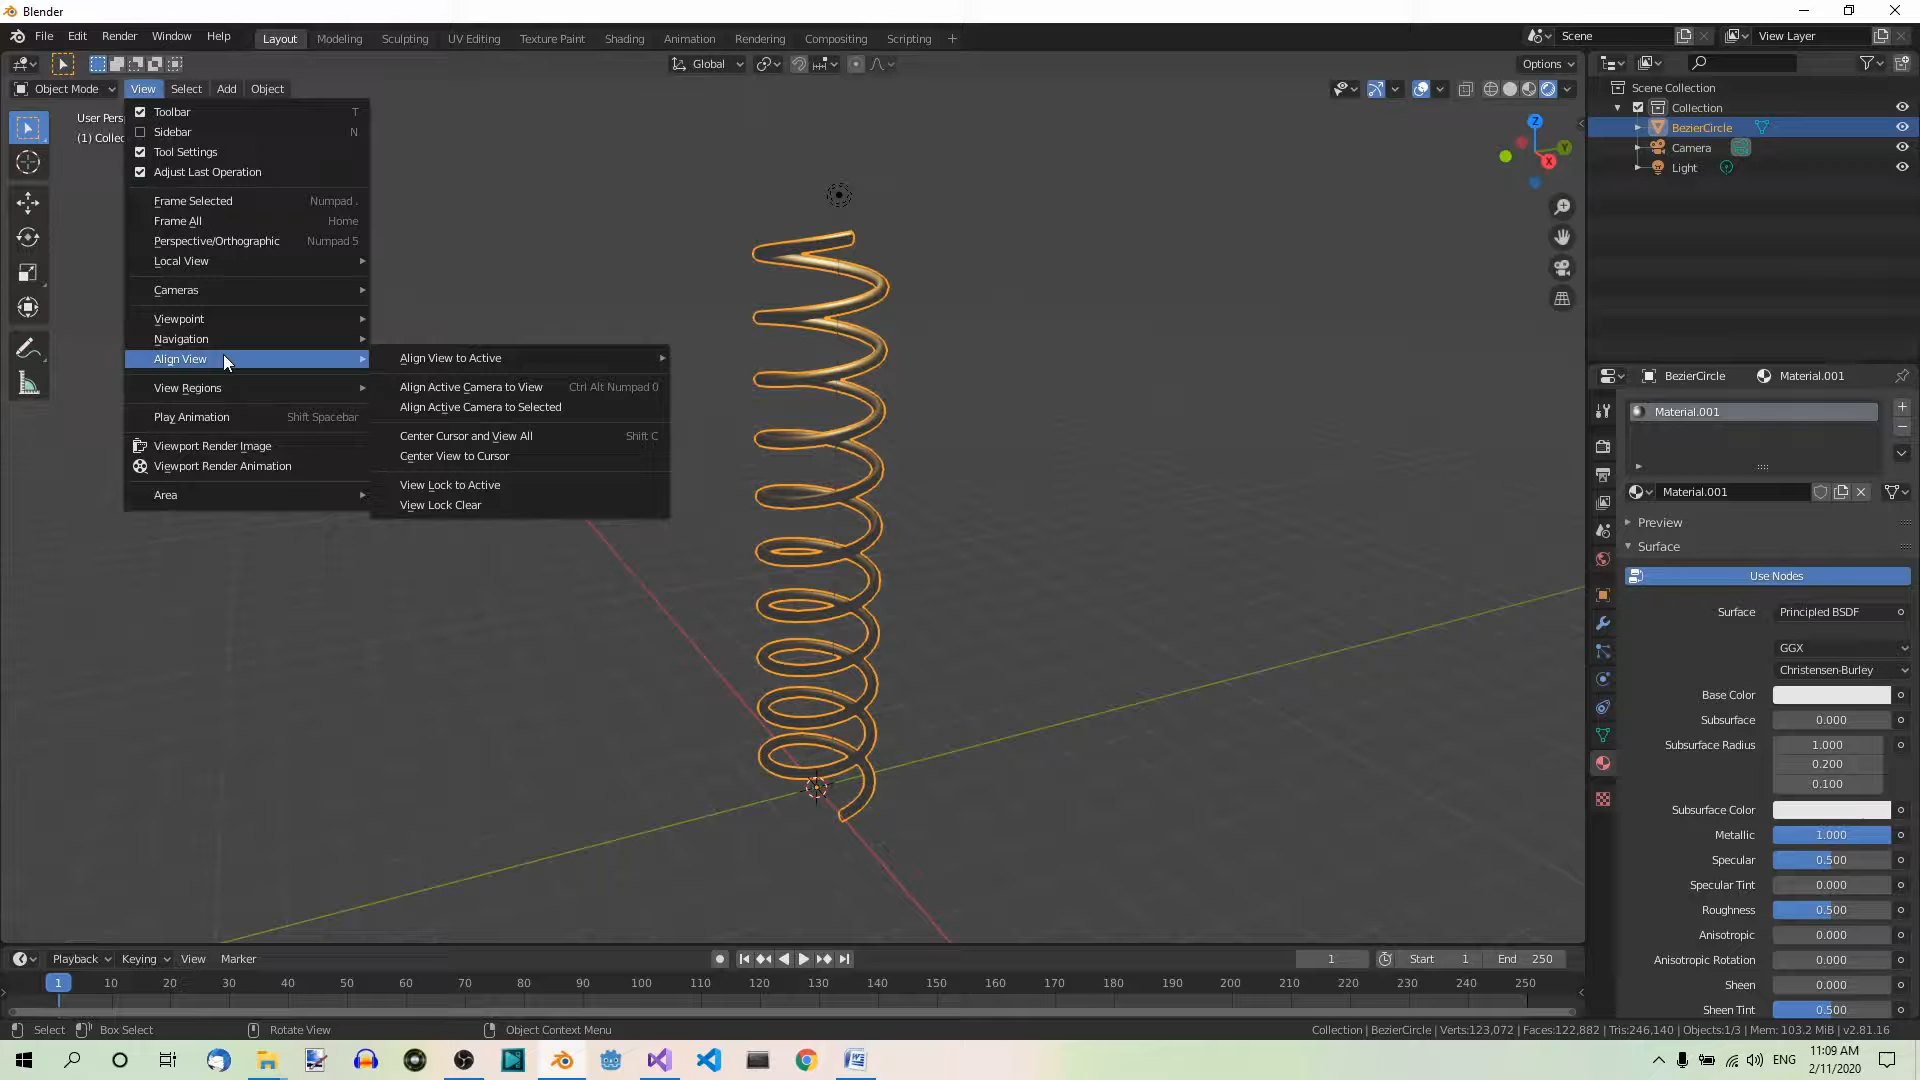 Blender
File Edit Render Window Help Layout Modeling Sculpting UV Editing Texture Paint Shading Animation Rendering Compositing Scripting + Scene View Layer
Global Options
Object Mode View Select Add Object
User Persp
(1) Collec
Toolbar T
Sidebar N
Tool Settings
Adjust Last Operation
Frame Selected Numpad .
Frame All Home
Perspective/Orthographic Numpad 5
Local View
Cameras
Viewpoint
Navigation
Align View
View Regions
Play Animation Shift Spacebar
Viewport Render Image
Viewport Render Animation
Area
Align View to Active
Align Active Camera to View Ctrl Alt Numpad 0
Align Active Camera to Selected
Center Cursor and View All Shift C
Center View to Cursor
View Lock to Active
View Lock Clear
Z
Y
X
Scene Collection
Collection
BezierCircle
Camera
Light
BezierCircle Material.001
Material.001
Material.001
Preview
Surface
Use Nodes
Surface Principled BSDF
GGX
Christensen-Burley
Base Color
Subsurface 0.000
Subsurface Radius 1.000
0.200
0.100
Subsurface Color
Metallic 1.000
Specular 0.500
Specular Tint 0.000
Roughness 0.500
Anisotropic 0.000
Anisotropic Rotation 0.000
Sheen 0.000
Sheen Tint 0.500
Playback Keying View Marker 1 Start 1 End 250
1 10 20 30 40 50 60 70 80 90 100 110 120 130 140 150 160 170 180 190 200 210 220 230 240 250
Select Box Select Rotate View Object Context Menu Collection | BezierCircle | Verts:123,072 | Faces:122,882 | Tris:246,140 | Objects:1/3 | Mem: 103.2 MiB | v2.81.16
ENG 11:09 AM
2/11/2020